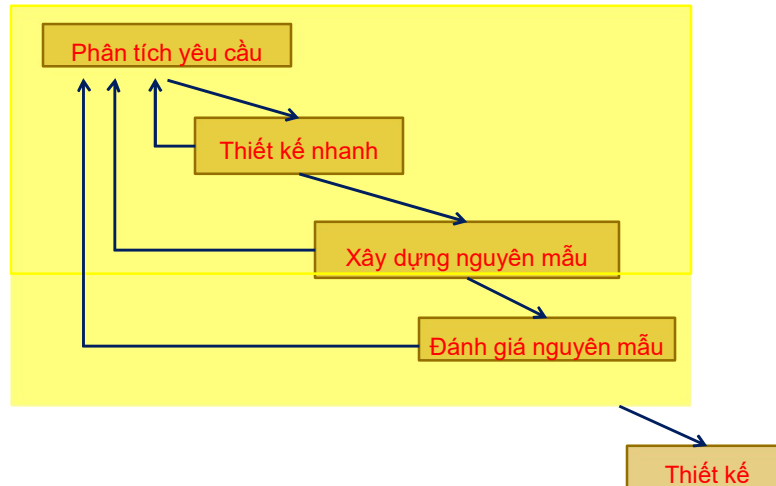 Phân tích yêu cầu
Thiết kế nhanh
Xây dựng nguyên mẫu
Đánh giá nguyên mẫu
Thiết kế